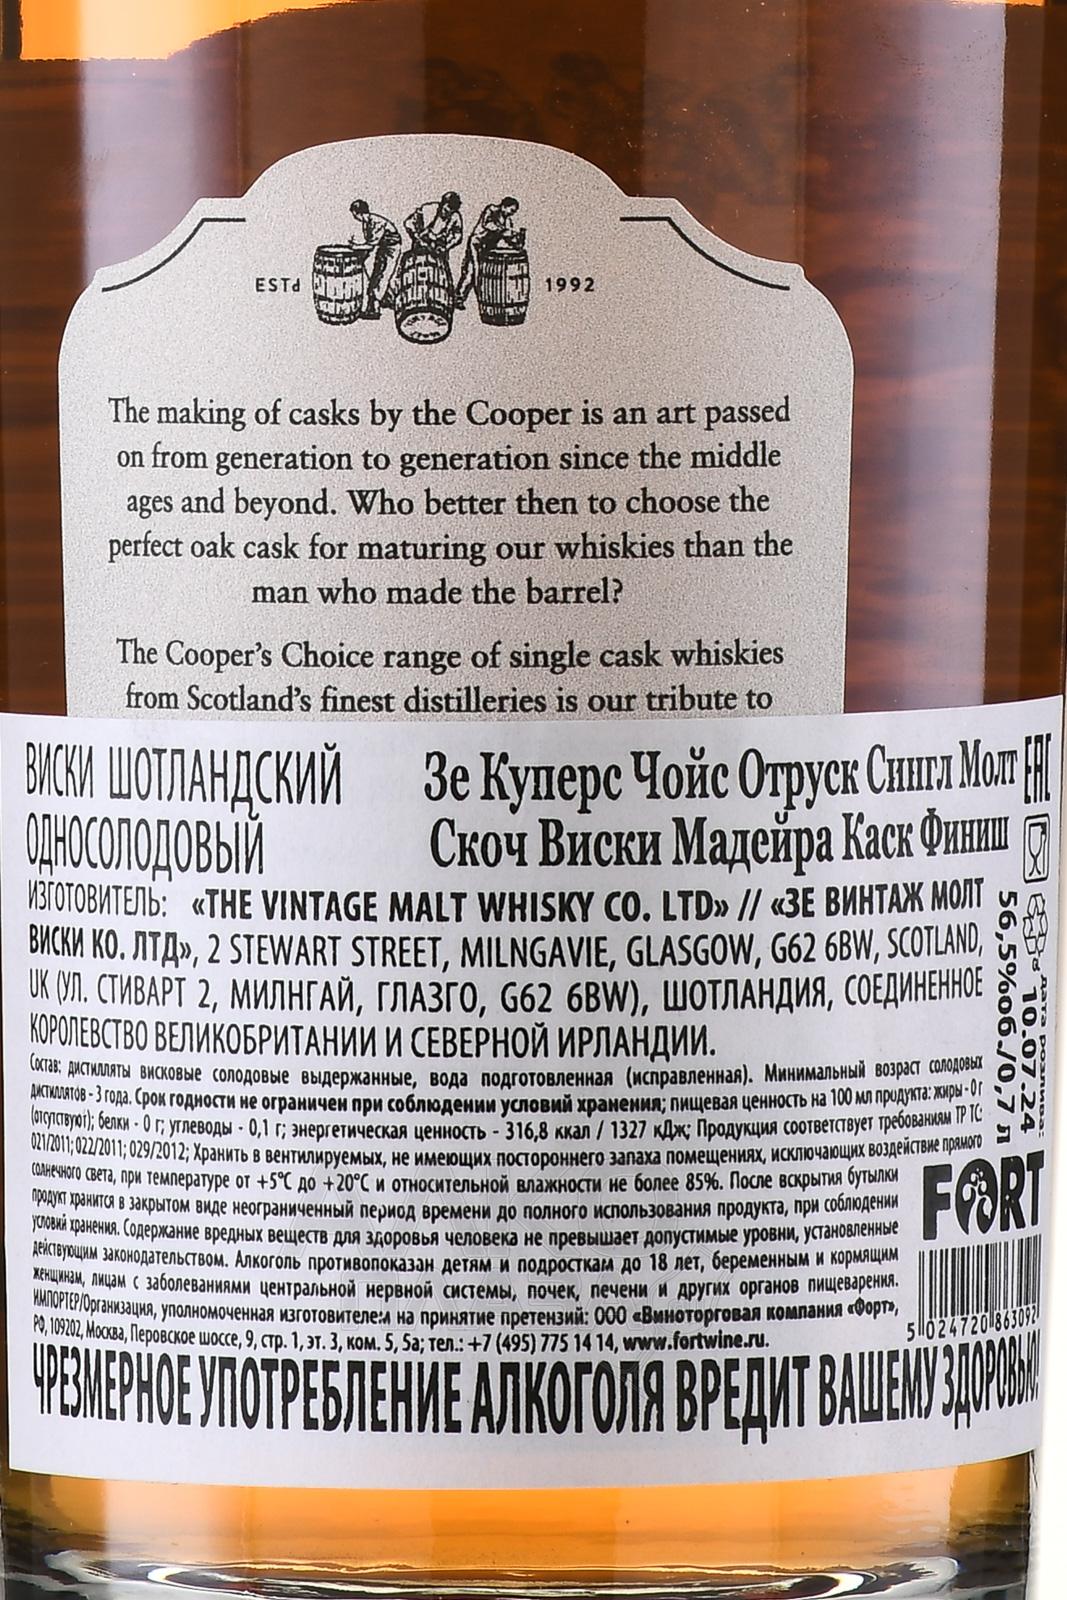 ESTd 1992
The making of casks by the Cooper is an art passed
on from generation to generation since the middle
ages and beyond. Who better then to choose the
perfect oak cask for maturing our whiskies than the
man who made the barrel?
The Cooper's Choice range of single cask whiskies
from Scotland's finest distilleries is our tribute to
ВИСКИ ШОТЛАНДСКИЙ
ОДНОСОЛОДОВЫЙ
Зе Куперс Чойс Отруск Сингл Молт
Скоч Виски Мадейра Каск Финиш
EAC
ИЗГОТОВИТЕЛЬ: «THE VINTAGE MALT WHISKY CO. LTD» // «ЗЕ ВИНТАЖ МОЛТ
ВИСКИ КО. ЛТД», 2 STEWART STREET, MILNGAVIE, GLASGOW, G62 6BW, SCOTLAND,
UK (УЛ. СТИВАРТ 2, МИЛНГАЙ, ГЛАЗГО, G62 6BW), ШОТЛАНДИЯ, СОЕДИНЕННОЕ
КОРОЛЕВСТВО ВЕЛИКОБРИТАНИИ И СЕВЕРНОЙ ИРЛАНДИИ.
Состав: дистилляты висковые солодовые выдержанные, вода подготовленная (исправленная). Минимальный возраст солодовых
дистиллятов - 3 года. Срок годности не ограничен при соблюдении условий хранения; пищевая ценность на 100 мл продукта: жиры - 0 г
(отсутствуют); белки - 0 г; углеводы - 0,1 г; энергетическая ценность - 316,8 ккал / 1327 кДж; Продукция соответствует требованиям ТР ТС:
021/2011; 022/2011; 029/2012; Хранить в вентилируемых, не имеющих постороннего запаха помещениях, исключающих воздействие прямого
солнечного света, при температуре от +5°С до +20°С и относительной влажности не более 85%. После вскрытия бутылки
продукт хранится в закрытом виде неограниченный период времени до полного использования продукта, при соблюдении
условий хранения. Содержание вредных веществ для здоровья человека не превышает допустимые уровни, установленные
действующим законодательством. Алкоголь противопоказан детям и подросткам до 18 лет, беременным и кормящим
женщинам, лицам с заболеваниями центральной нервной системы, почек, печени и других органов пищеварения.
ИМПОРТЕР/Организация, уполномоченная изготовителем на принятие претензий: ООО «Виноторговая компания «Форт»,
РФ, 109202, Москва, Перовское шоссе, 9, стр. 1, эт. 3, ком. 5, 5а; тел.: +7 (495) 775 14 14, www.fortwine.ru.
56,5%об./0,7 л
дата розлива:
10.07.24
FORT
5 024720 863092
ЧРЕЗМЕРНОЕ УПОТРЕБЛЕНИЕ АЛКОГОЛЯ ВРЕДИТ ВАШЕМУ ЗДОРОВЬЮ!